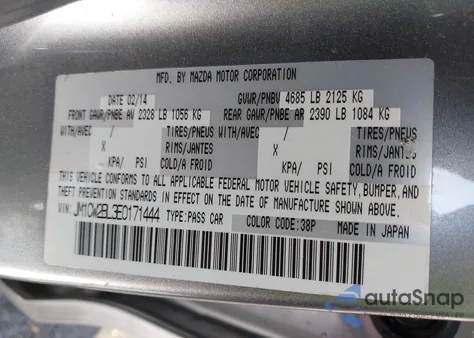 MFD. BY MAZDA MOTOR CORPORATION
DATE 02/14 GVWR/PNBV 4685 LB 2125 KG
FRONT GAWR/PNBE AV 2328 LB 1056 KG REAR GAWR/PNBE AR 2390 LB 1084 KG
WITH/AVEC / TIRES/PNEUS WITH/AVEC / TIRES/PNEUS
X RIMS/JANTES X RIMS/JANTES
KPA/ PSI COLD/A FROID KPA/ PSI COLD/A FROID
THIS VEHICLE CONFORMS TO ALL APPLICABLE FEDERAL MOTOR VEHICLE SAFETY, BUMPER, AND
THEFT PREVENTION STANDARDS IN EFFECT ON THE DATE OF MANUFACTURE SHOWN ABOVE.
VIN: JM1CW2BL3E0171444 TYPE:PASS CAR COLOR CODE:38P MADE IN JAPAN
autoSnap